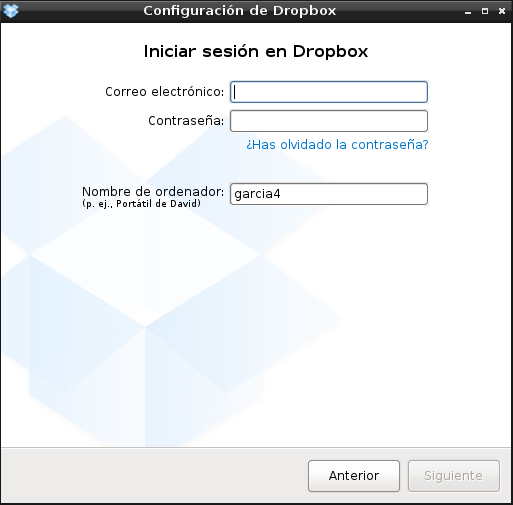 Configuración de Dropbox
Iniciar sesión en Dropbox
Correo electrónico:
Contraseña:
¿Has olvidado la contraseña?
Nombre de ordenador: garcia4
(p. ej., Portátil de David)
Anterior Siguiente